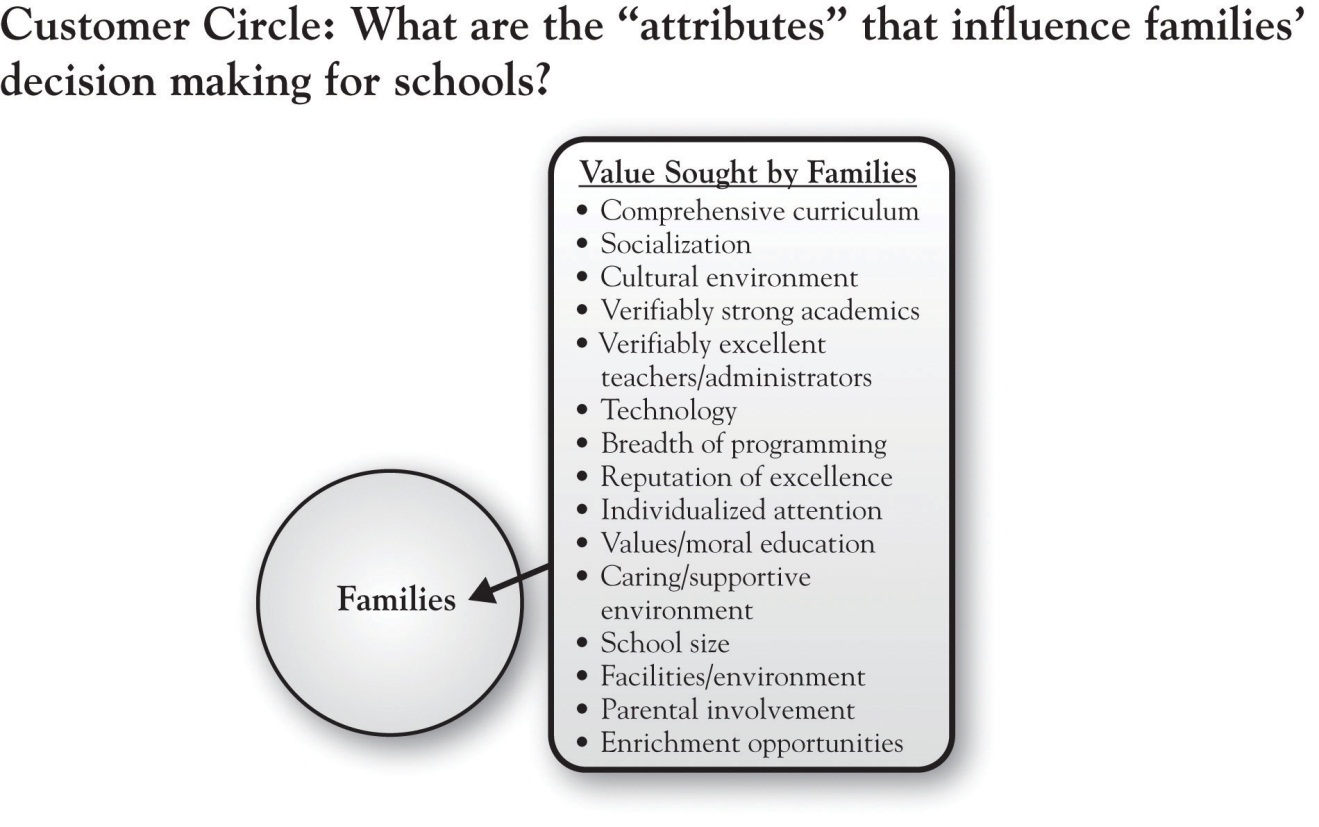 Customer Circle: What are the “attributes” that influence families’
decision making for schools?
Value Sought by Families
• Comprehensive curriculum
• Socialization
• Cultural environment
• Verifiably strong academics
• Verifiably excellent
teachers/administrators
• Technology
• Breadth of programming
• Reputation of excellence
• Individualized attention
• Values/moral education
• Caring/supportive
environment
• School size
• Facilities/environment
• Parental involvement
• Enrichment opportunities
Families